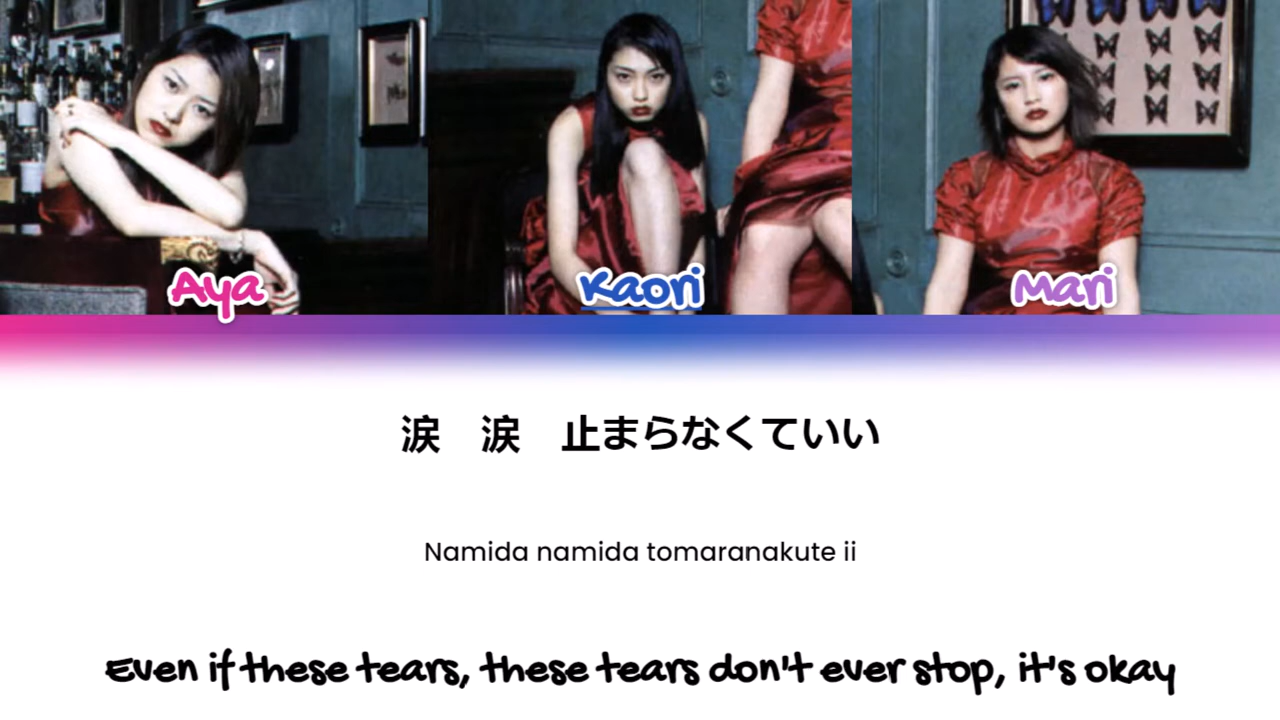 Aya
Kaori
Mari
涙　涙　止まらなくていい
Namida namida tomaranakute ii
Even if these tears, these tears don't ever stop, it's okay